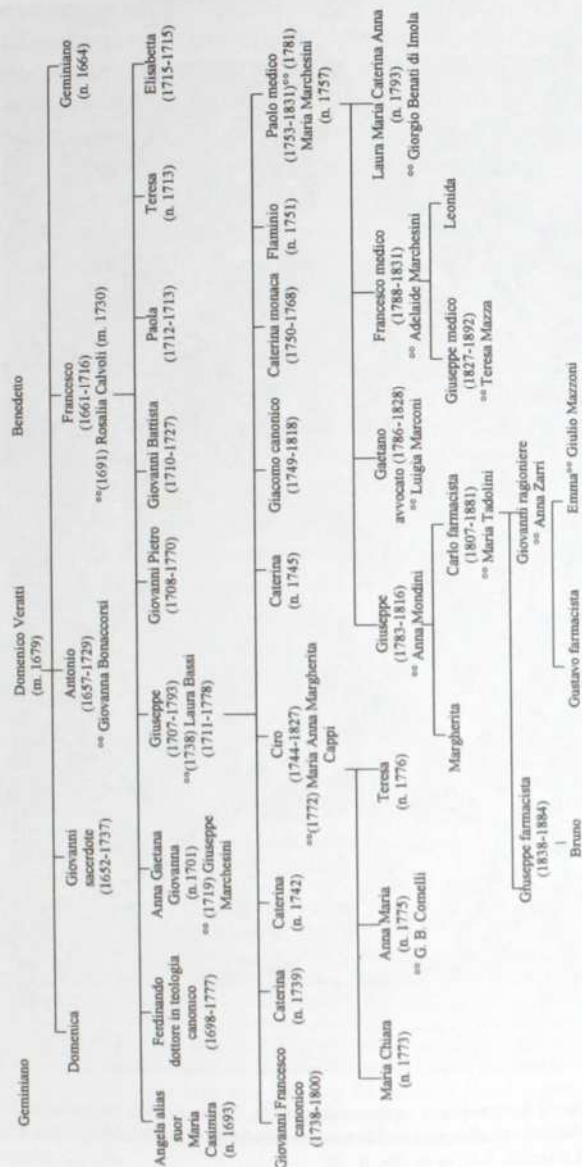 Geminiano
Domenico Veratti
(m. 1679)
Benedetto
Domenica
Giovanni
sacerdote
(1652-1737)
Antonio
(1657-1729)
°° Giovanna Bonaccorsi
Francesco
(1661-1716)
°°(1691) Rosalia Calvoli (m. 1730)
Geminiano
(n. 1664)
Angela alias
suor
Maria
Casimira
(n. 1693)
Ferdinando
dottore in teologia
canonico
(1698-1777)
Anna Gaetana
Giovanna
(n. 1701)
°° (1719) Giuseppe
Marchesini
Giuseppe
(1707-1793)
°°(1738) Laura Bassi
(1711-1778)
Giovanni Pietro
(1708-1770)
Giovanni Battista
(1710-1727)
Paola
(1712-1713)
Teresa
(n. 1713)
Elisabetta
(1715-1715)
Giovanni Francesco
canonico
(1738-1800)
Caterina
(n. 1739)
Caterina
(n. 1742)
Ciro
(1744-1827)
°°(1772) Maria Anna Margherita
Cappi
Caterina
(n. 1745)
Giacomo canonico
(1749-1818)
Caterina monaca
(1750-1768)
Flaminio
(n. 1751)
Paolo medico
(1753-1831)°° (1781)
Maria Marchesini
(n. 1757)
Maria Chiara
(n. 1773)
Anna Maria
(n. 1775)
°° G. B. Comelli
Teresa
(n. 1776)
Giuseppe
(1783-1816)
°° Anna Mondini
Gaetano
avvocato (1786-1828)
°° Luigia Marconi
Francesco medico
(1788-1831)
°° Adelaide Marchesini
Laura Maria Caterina Anna
(n. 1793)
°° Giorgio Benati di Imola
Margherita
Carlo farmacista
(1807-1881)
°° Maria Tadolini
Giuseppe medico
(1827-1892)
°° Teresa Mazza
Leonida
Giuseppe farmacista
(1838-1884)
Giovanni ragioniere
°° Anna Zarri
Bruno
Gustavo farmacista
Emma°° Giulio Mazzoni